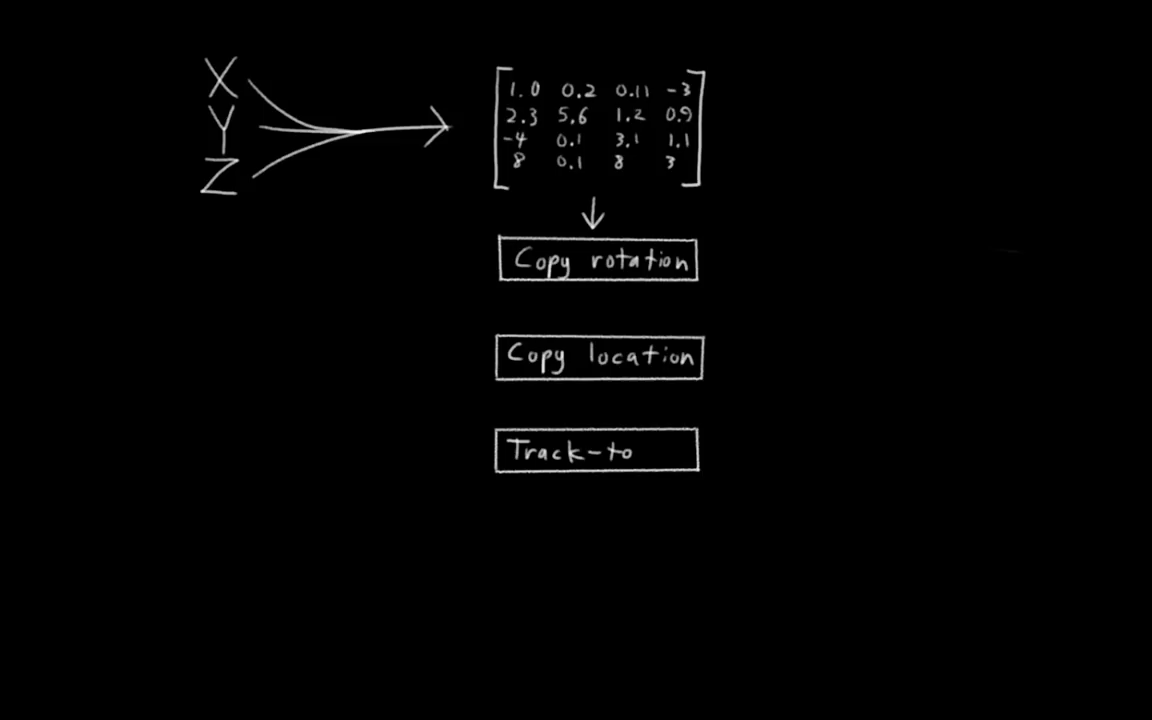 X
Y
Z
1.0 0.2 0.11 -3
2.3 5.6 1.2 0.9
-4 0.1 3.1 1.1
8 0.1 8 3
Copy rotation
Copy location
Track-to